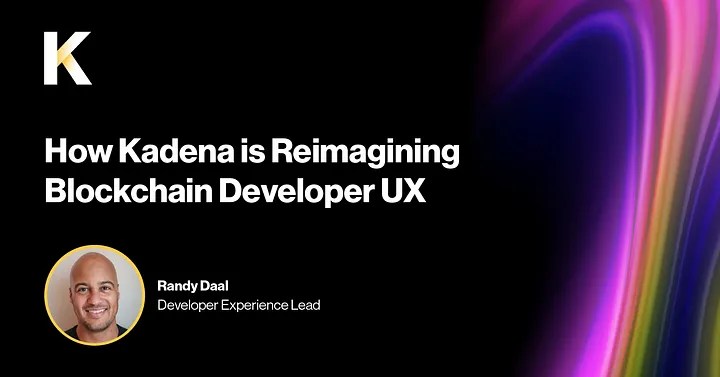 K
How Kadena is Reimagining
Blockchain Developer UX
Randy Daal
Developer Experience Lead